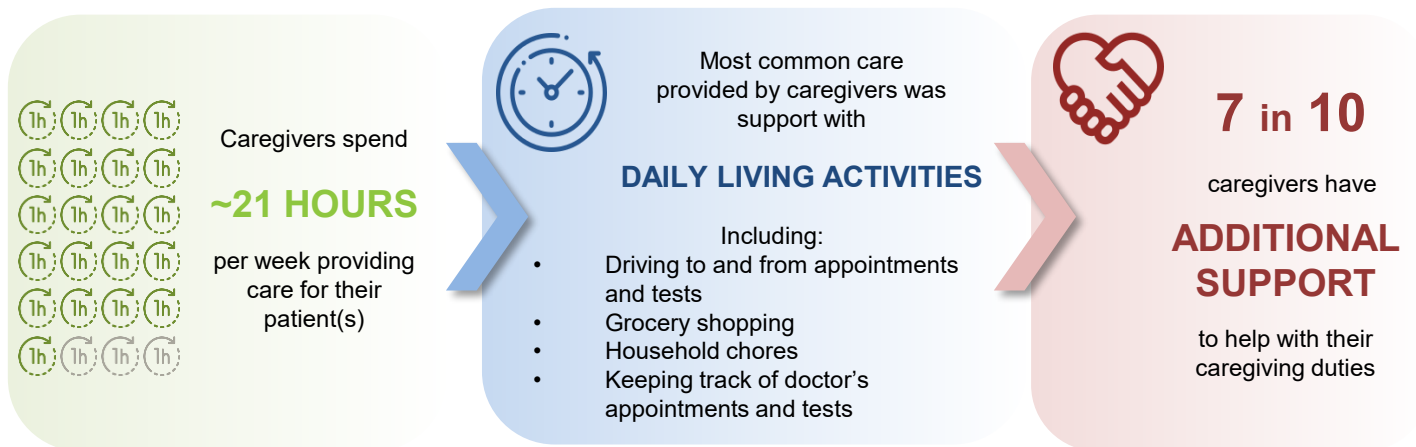 1h 1h 1h 1h
1h 1h 1h 1h
1h 1h 1h 1h
1h 1h 1h 1h
1h 1h 1h 1h
1h 1h 1h 1h
Caregivers spend
~21 HOURS
per week providing
care for their
patient(s)
Most common care
provided by caregivers was
support with
DAILY LIVING ACTIVITIES
Including:
• Driving to and from appointments
and tests
• Grocery shopping
• Household chores
• Keeping track of doctor’s
appointments and tests
7 in 10
caregivers have
ADDITIONAL
SUPPORT
to help with their
caregiving duties